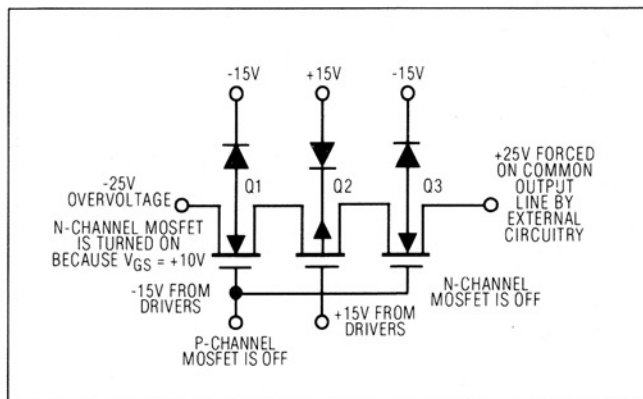 -15V
+15V
-15V
Q1
Q2
Q3
-25V
OVERVOLTAGE
N-CHANNEL MOSFET
IS TURNED ON
BECAUSE VGS = +10V
+25V FORCED
ON COMMON
OUTPUT
LINE BY
EXTERNAL
CIRCUITRY
-15V FROM
DRIVERS
+15V FROM
DRIVERS
N-CHANNEL
MOSFET IS OFF
P-CHANNEL
MOSFET IS OFF